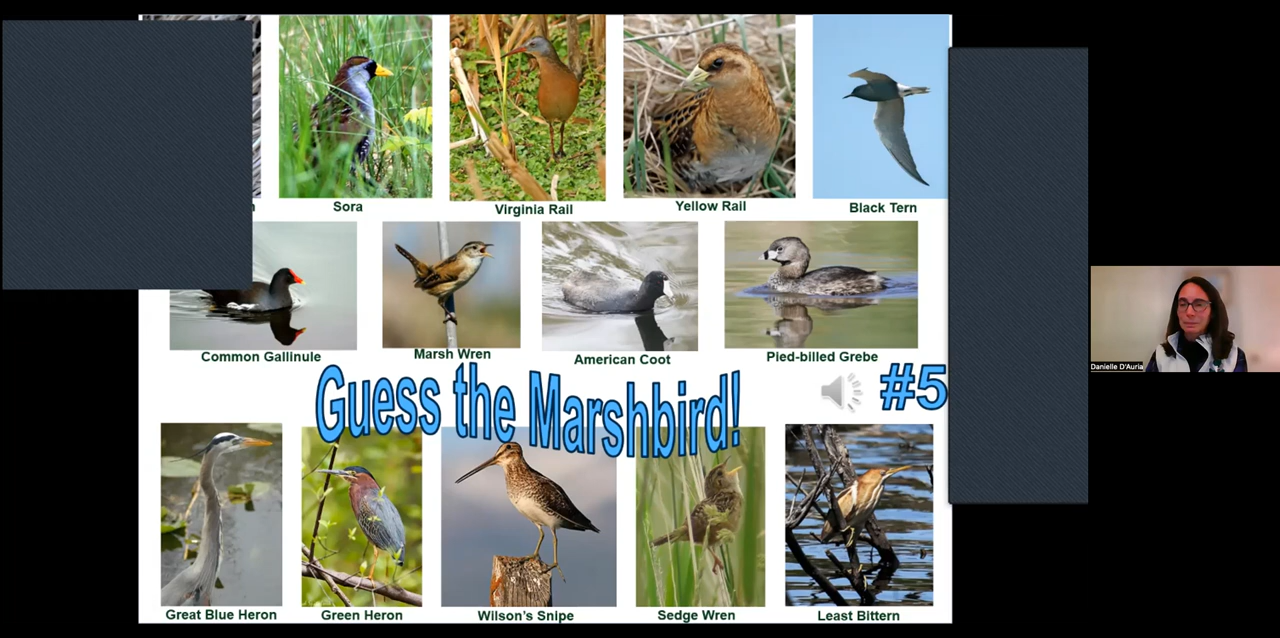 Sora
Virginia Rail
Yellow Rail
Black Tern
Common Gallinule
Marsh Wren
American Coot
Pied-billed Grebe
Guess the Marshbird!
#5
Danielle D'Auria
Great Blue Heron
Green Heron
Wilson's Snipe
Sedge Wren
Least Bittern